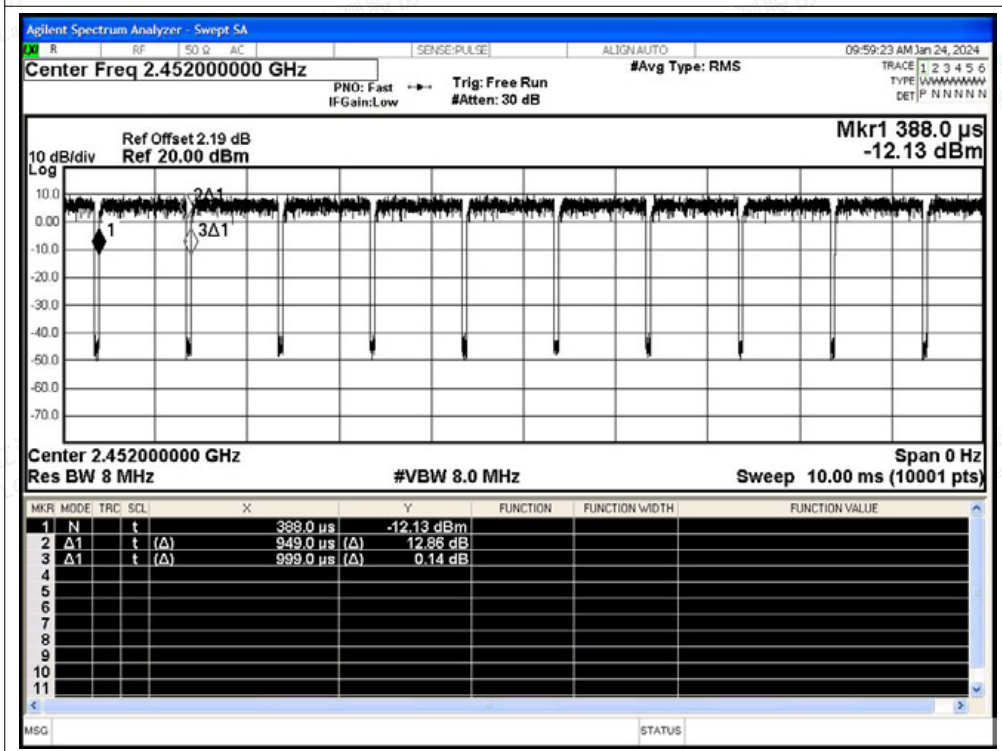 Agilent Spectrum Analyzer - Swept SA
R RF 50 Ω AC SENSE:PULSE ALIGN AUTO 09:59:23 AM Jan 24, 2024
Center Freq 2.452000000 GHz #Avg Type: RMS TRACE 1 2 3 4 5 6
PNO: Fast Trig: Free Run TYPE WWWWWW
IFGain:Low #Atten: 30 dB DET P N N N N N
Mkr1 388.0 µs
Ref Offset 2.19 dB
10 dB/div Ref 20.00 dBm -12.13 dBm
Log
10.0
2Δ1
0.00
1 3Δ1
-10.0
-20.0
-30.0
-40.0
-50.0
-60.0
-70.0
Center 2.452000000 GHz Span 0 Hz
Res BW 8 MHz #VBW 8.0 MHz Sweep 10.00 ms (10001 pts)
MKR MODE TRC SCL X Y FUNCTION FUNCTION WIDTH FUNCTION VALUE
1 N t 388.0 µs -12.13 dBm
2 Δ1 t (Δ) 949.0 µs (Δ) 12.86 dB
3 Δ1 t (Δ) 999.0 µs (Δ) 0.14 dB
4
5
6
7
8
9
10
11
MSG STATUS